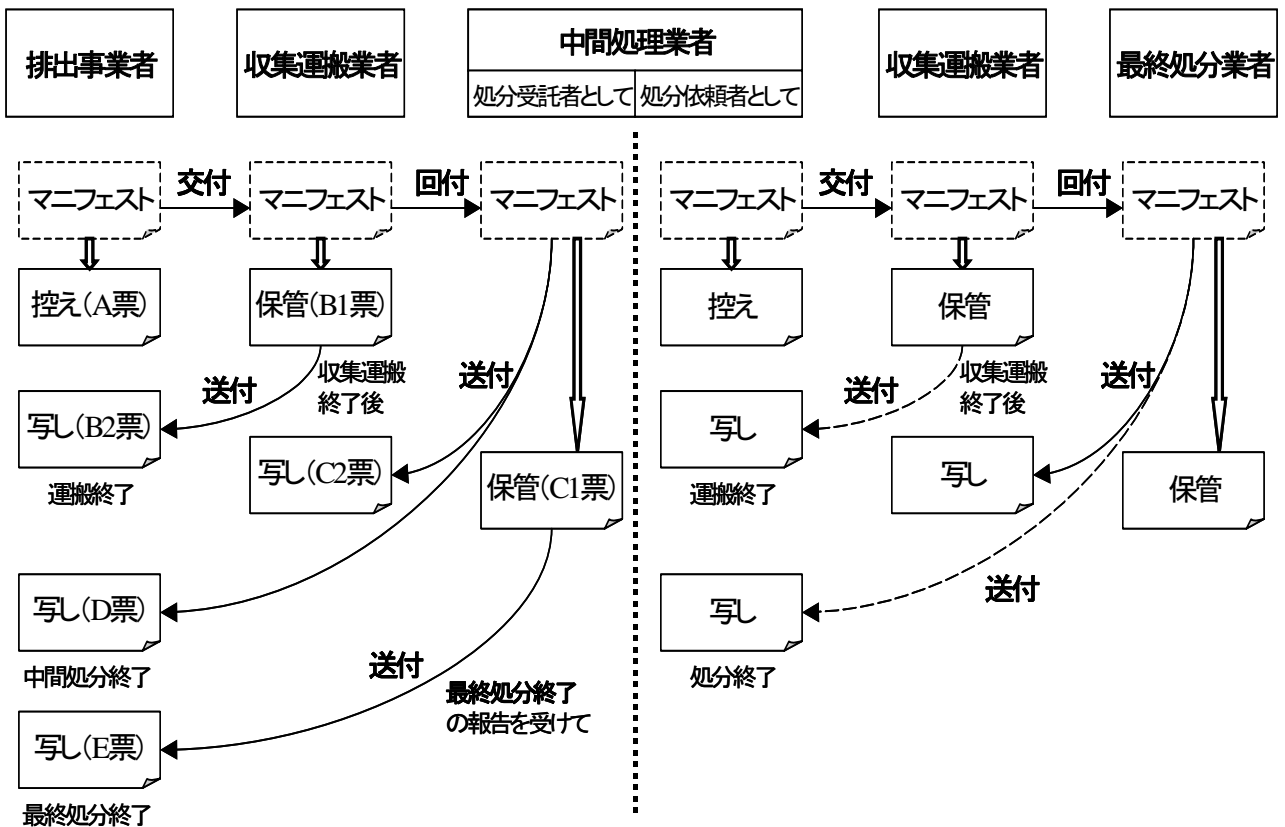 排出事業者
収集運搬業者
中間処理業者
処分受託者として
処分依頼者として
収集運搬業者
最終処分業者
マニフェスト
交付
マニフェスト
回付
マニフェスト
マニフェスト
交付
マニフェスト
回付
マニフェスト
控え(A票)
保管(B1票)
控え
保管
送付
収集運搬
終了後
送付
送付
収集運搬
終了後
送付
写し(B2票)
運搬終了
写し(C2票)
保管(C1票)
写し
運搬終了
写し
保管
写し(D票)
中間処分終了
送付
最終処分終了
の報告を受けて
写し
処分終了
送付
写し(E票)
最終処分終了